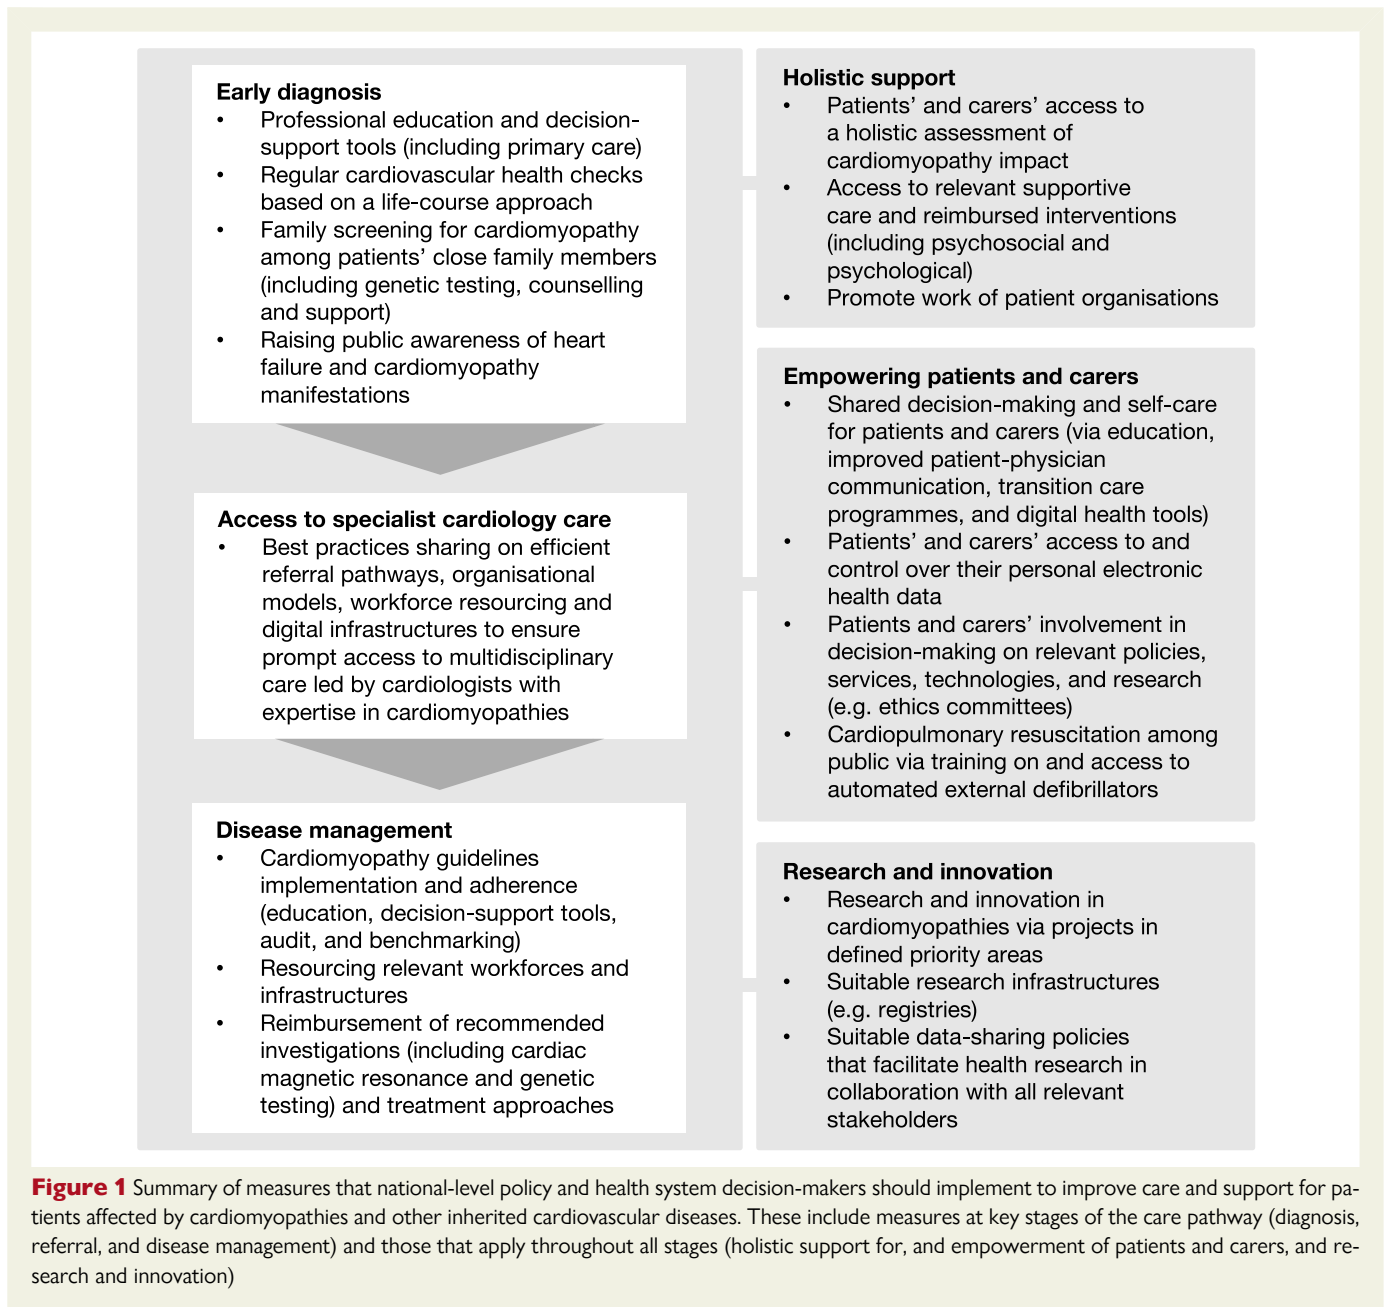 Early diagnosis
• Professional education and decision-
support tools (including primary care)
• Regular cardiovascular health checks
based on a life-course approach
• Family screening for cardiomyopathy
among patients’ close family members
(including genetic testing, counselling
and support)
• Raising public awareness of heart
failure and cardiomyopathy
manifestations
Access to specialist cardiology care
• Best practices sharing on efficient
referral pathways, organisational
models, workforce resourcing and
digital infrastructures to ensure
prompt access to multidisciplinary
care led by cardiologists with
expertise in cardiomyopathies
Disease management
• Cardiomyopathy guidelines
implementation and adherence
(education, decision-support tools,
audit, and benchmarking)
• Resourcing relevant workforces and
infrastructures
• Reimbursement of recommended
investigations (including cardiac
magnetic resonance and genetic
testing) and treatment approaches
Holistic support
• Patients’ and carers’ access to
a holistic assessment of
cardiomyopathy impact
• Access to relevant supportive
care and reimbursed interventions
(including psychosocial and
psychological)
• Promote work of patient organisations
Empowering patients and carers
• Shared decision-making and self-care
for patients and carers (via education,
improved patient-physician
communication, transition care
programmes, and digital health tools)
• Patients’ and carers’ access to and
control over their personal electronic
health data
• Patients and carers’ involvement in
decision-making on relevant policies,
services, technologies, and research
(e.g. ethics committees)
• Cardiopulmonary resuscitation among
public via training on and access to
automated external defibrillators
Research and innovation
• Research and innovation in
cardiomyopathies via projects in
defined priority areas
• Suitable research infrastructures
(e.g. registries)
• Suitable data-sharing policies
that facilitate health research in
collaboration with all relevant
stakeholders
Figure 1 Summary of measures that national-level policy and health system decision-makers should implement to improve care and support for pa-
tients affected by cardiomyopathies and other inherited cardiovascular diseases. These include measures at key stages of the care pathway (diagnosis,
referral, and disease management) and those that apply throughout all stages (holistic support for, and empowerment of patients and carers, and re-
search and innovation)